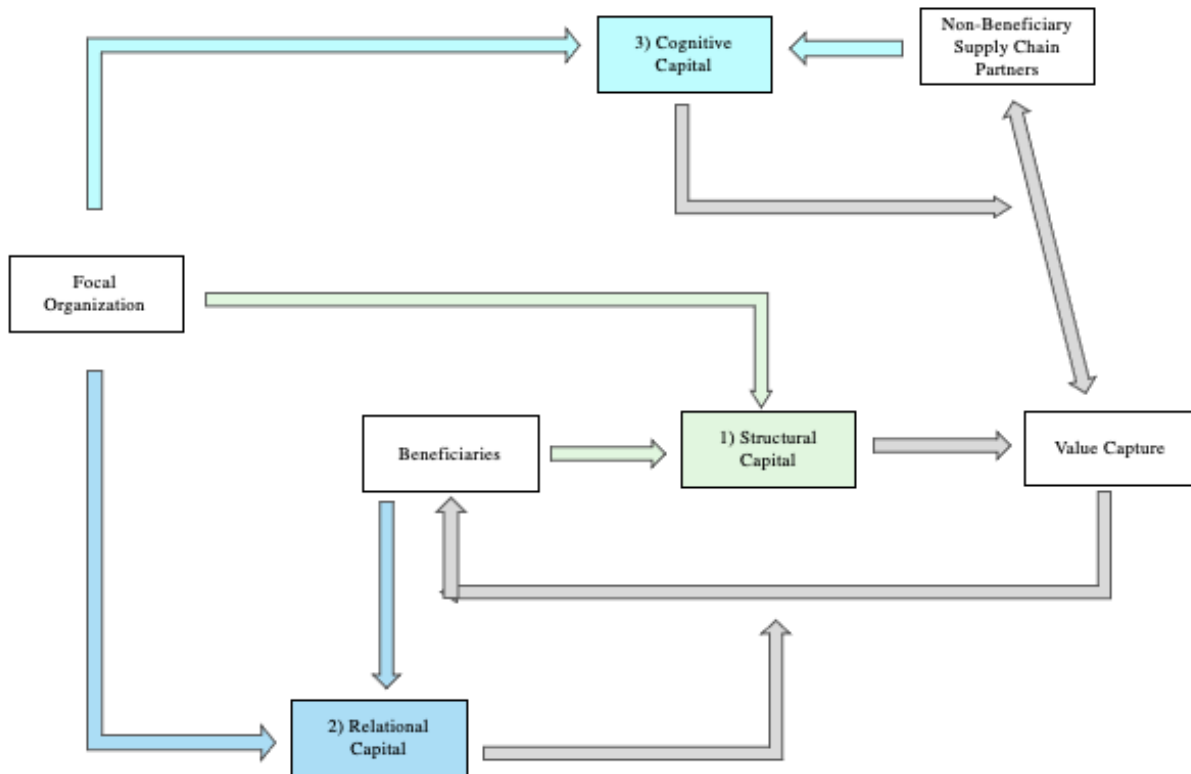 3) Cognitive
Capital
Non-Beneficiary
Supply Chain
Partners
Focal
Organization
Beneficiaries
1) Structural
Capital
Value Capture
2) Relational
Capital